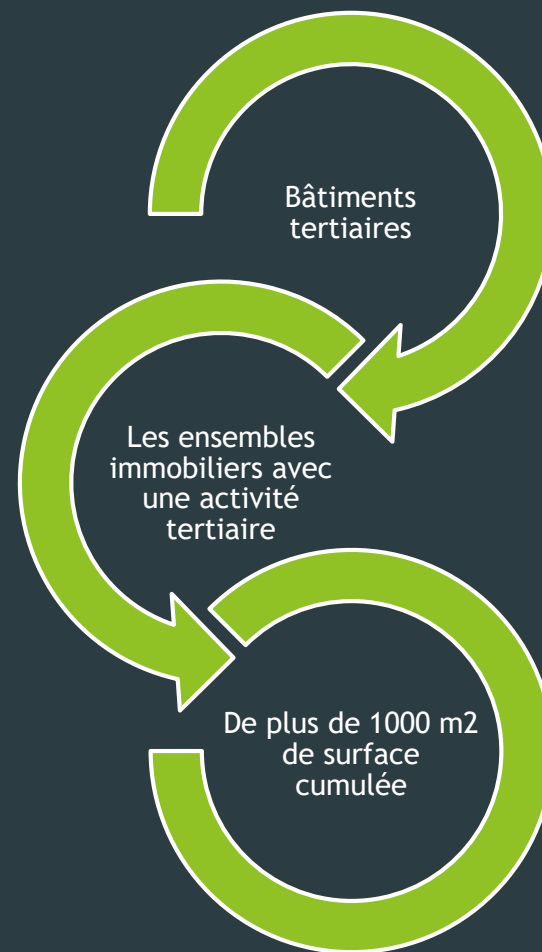 Bâtiments
tertiaires
Les ensembles
immobiliers avec
une activité
tertiaire
De plus de 1000 m2
de surface
cumulée